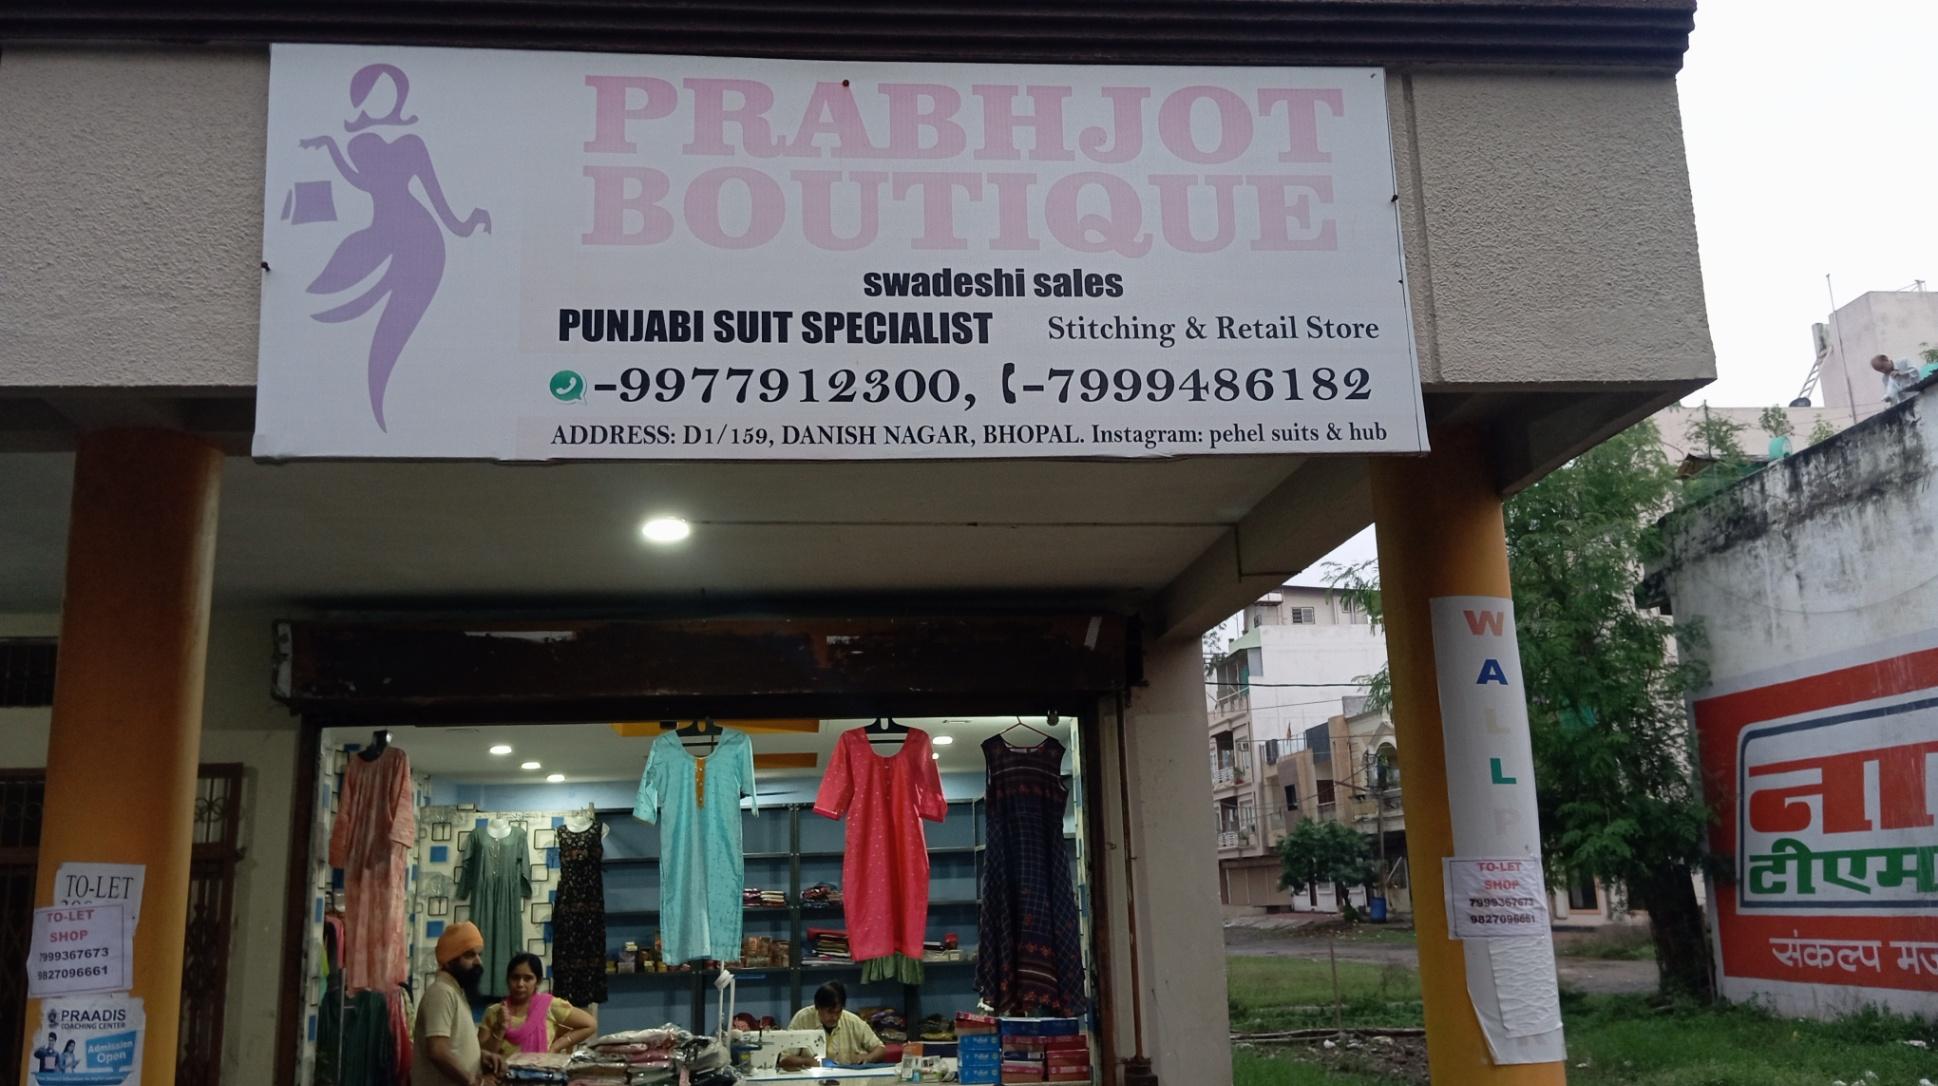 PRABHJOT
BOUTIQUE
swadeshi sales
PUNJABI SUIT SPECIALIST Stitching & Retail Store
-9977912300, -7999486182
ADDRESS: D1/159, DANISH NAGAR, BHOPAL. Instagram: pehel suits & hub
WALLP
TO-LET
SHOP
7999367673
9827096661
TO-LET
TO-LET
SHOP
7999367673
9827096661
PRAADIS
COACHING CENTER
Admission
Open
टीएम
संकल्प